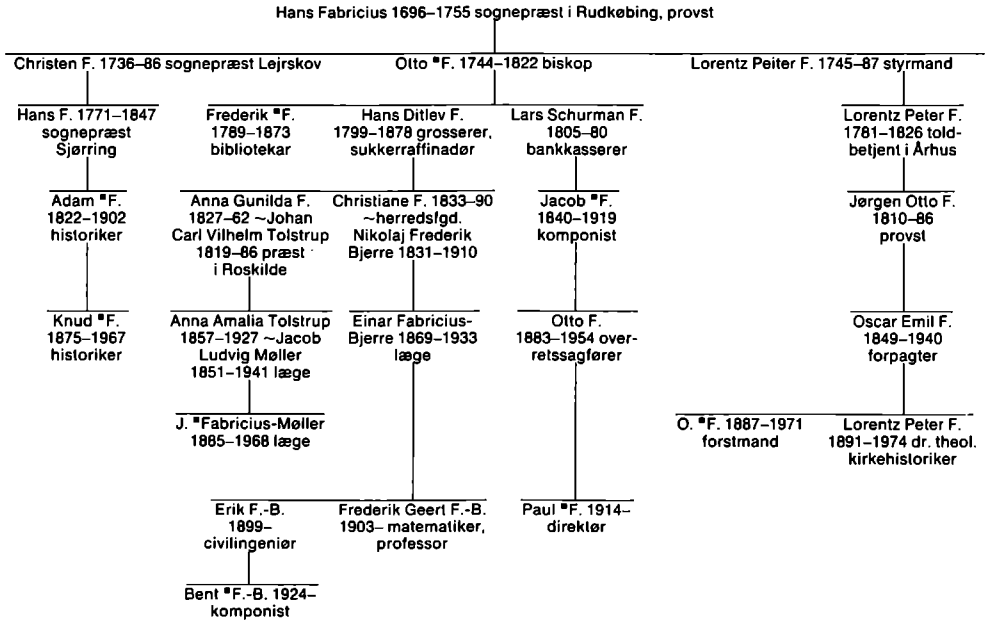 Hans Fabricius 1696–1755 sognepræst i Rudkøbing, provst
Christen F. 1736–86 sognepræst Lejrskov
Otto ▪F. 1744–1822 biskop
Lorentz Peiter F. 1745–87 styrmand
Hans F. 1771–1847
sognepræst
Sjørring
Frederik ▪F.
1789–1873
bibliotekar
Hans Ditlev F.
1799–1878 grosserer,
sukkerraffinadør
Lars Schurman F.
1805–80
bankkasserer
Lorentz Peter F.
1781–1826 told-
betjent i Århus
Adam ▪F.
1822–1902
historiker
Anna Gunilda F.
1827–62 ~Johan
Carl Vilhelm Tolstrup
1819–86 præst
i Roskilde
Christiane F. 1833–90
~herredsfgd.
Nikolaj Frederik
Bjerre 1831–1910
Jacob ▪F.
1840–1919
komponist
Jørgen Otto F.
1810–86
provst
Knud ▪F.
1875–1967
historiker
Anna Amalia Tolstrup
1857–1927 ~Jacob
Ludvig Møller
1851–1941 læge
Einar Fabricius-
Bjerre 1869–1933
læge
Otto F.
1883–1954 over-
retssagfører
Oscar Emil F.
1849–1940
forpagter
J. ▪Fabricius-Møller
1885–1968 læge
O. ▪F. 1887–1971
forstmand
Lorentz Peter F.
1891–1974 dr. theol.
kirkehistoriker
Erik F.-B.
1899–
civilingeniør
Frederik Geert F.-B.
1903– matematiker,
professor
Paul ▪F. 1914–
direktør
Bent ▪F.-B. 1924–
komponist